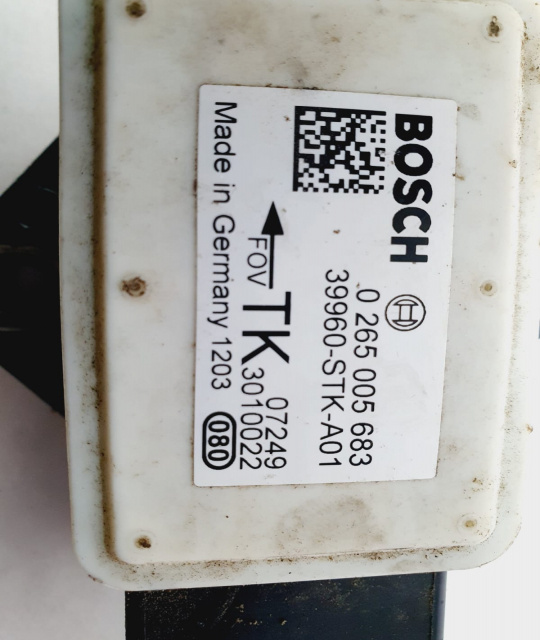 BOSCH
0 265 005 683
39960-STK-A01
FOV
TK
07249
3010022
Made in Germany 1203
080